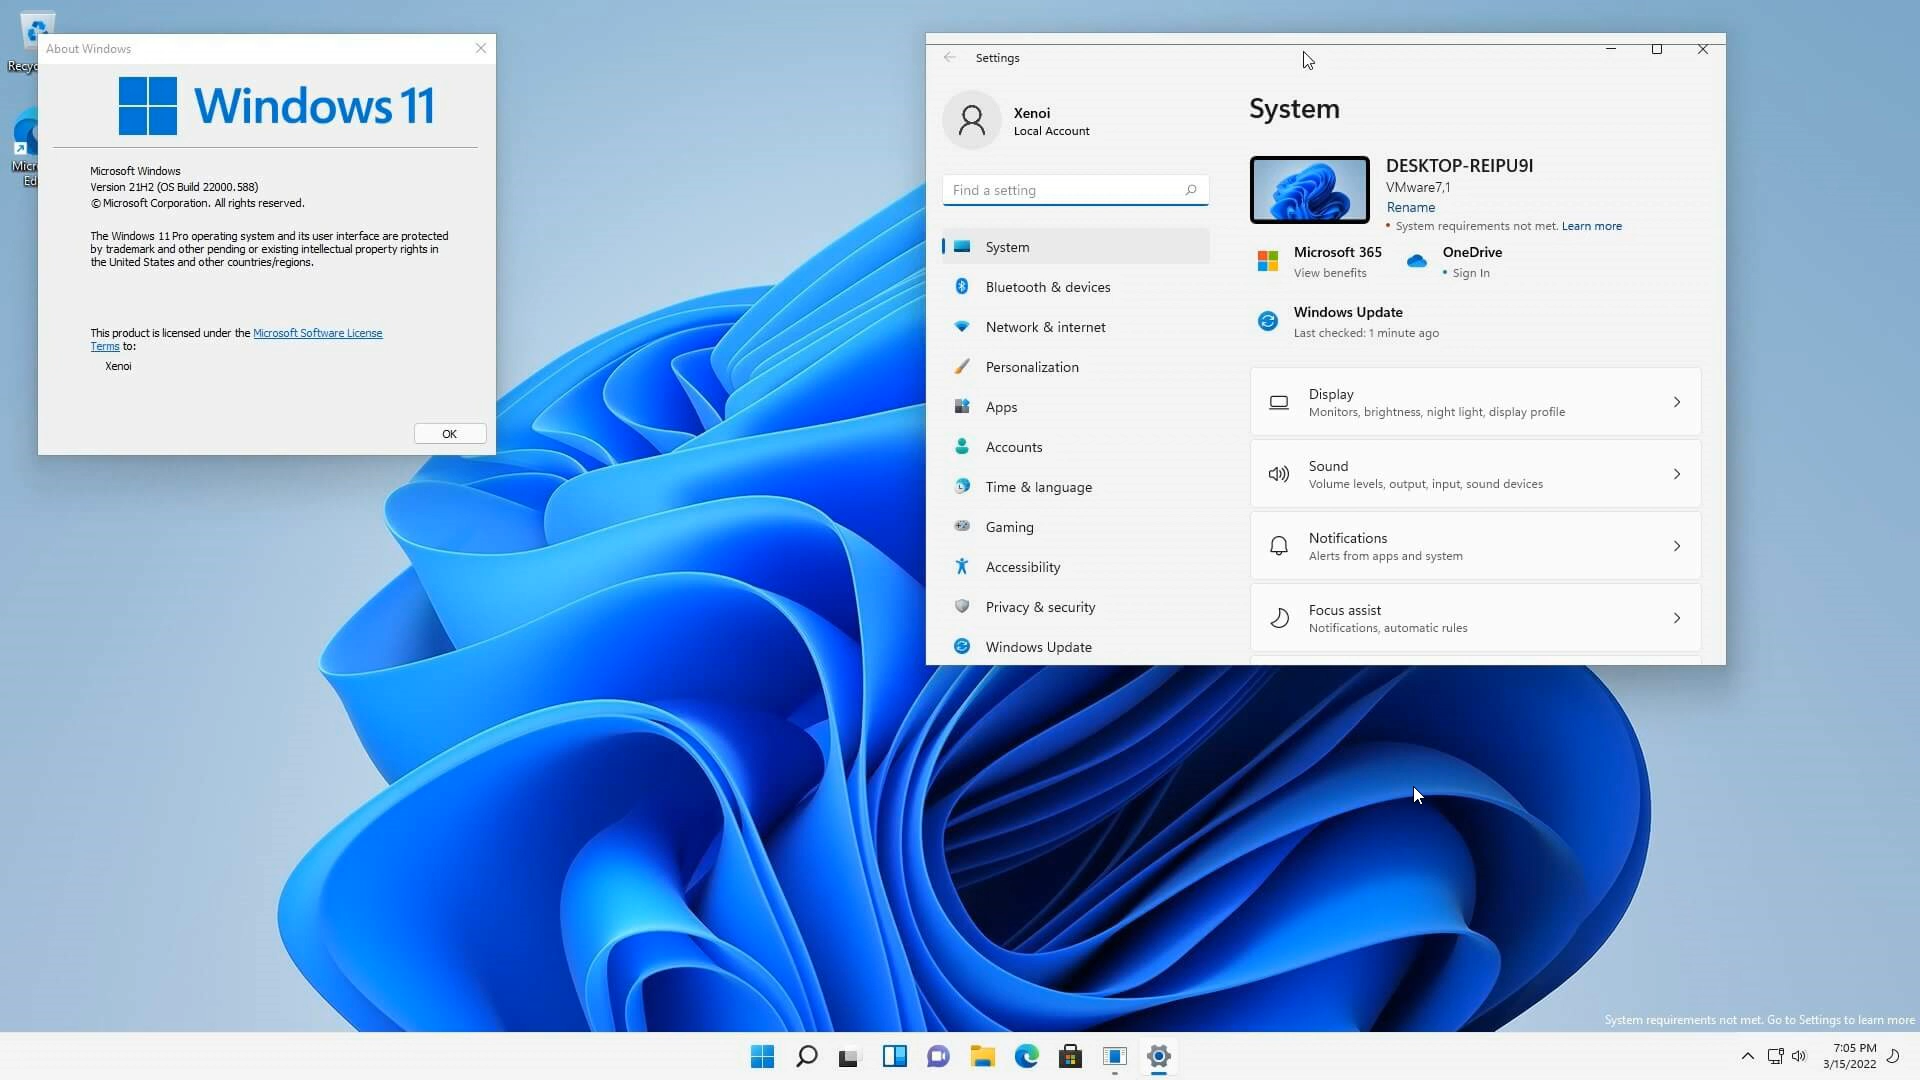 Recyc
Micr
Ed
About Windows
Windows 11
Microsoft Windows
Version 21H2 (OS Build 22000.588)
© Microsoft Corporation. All rights reserved.
The Windows 11 Pro operating system and its user interface are protected
by trademark and other pending or existing intellectual property rights in
the United States and other countries/regions.
This product is licensed under the Microsoft Software License
Terms to:
Xenoi
OK
Settings
Xenoi
Local Account
Find a setting
System
Bluetooth & devices
Network & internet
Personalization
Apps
Accounts
Time & language
Gaming
Accessibility
Privacy & security
Windows Update
System
DESKTOP-REIPU9I
VMware7,1
Rename
• System requirements not met. Learn more
Microsoft 365
View benefits
OneDrive
• Sign In
Windows Update
Last checked: 1 minute ago
Display
Monitors, brightness, night light, display profile
Sound
Volume levels, output, input, sound devices
Notifications
Alerts from apps and system
Focus assist
Notifications, automatic rules
System requirements not met. Go to Settings to learn more
7:05 PM
3/15/2022